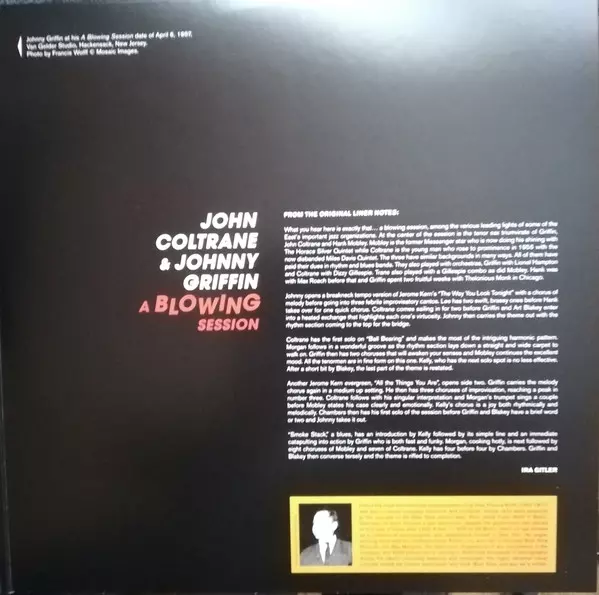 Johnny Griffin at his A Blowing Session date of April 6, 1957,
Van Gelder Studio, Hackensack, New Jersey.
Photo by Francis Wolff © Mosaic Images.
JOHN
COLTRANE
& JOHNNY
GRIFFIN
A BLOWING
SESSION
FROM THE ORIGINAL LINER NOTES:
What you hear here is exactly that... a blowing session, among the various leading lights of some of the
East's important jazz organizations. At the center of the session is the tenor sax triumvirate of Griffin,
John Coltrane and Hank Mobley. Mobley is the former Messenger star who is now doing his shining with
The Horace Silver Quintet while Coltrane is the young man who rose to prominence in 1956 with the
now disbanded Miles Davis Quintet. The three have similar backgrounds in many ways. All of them have
paid their dues in rhythm and blues bands. They also played with orchestras, Griffin with Lionel Hampton
and Coltrane with Dizzy Gillespie. Trane also played with a Gillespie combo as did Mobley. Hank was
with Max Roach before that and Griffin spent two fruitful weeks with Thelonious Monk in Chicago.
Johnny opens a breakneck tempo version of Jerome Kern's "The Way You Look Tonight" with a chorus of
melody before going into three febrile improvisatory cantos. Lee has two swift, brassy ones before Hank
takes over for one quick chorus. Coltrane comes sailing in for two before Griffin and Art Blakey enter
into a heated exchange that highlights each one's virtuosity. Johnny then carries the theme out with the
rhythm section coming to the top for the bridge.
Coltrane has the first solo on "Ball Bearing" and makes the most of the intriguing harmonic pattern.
Morgan follows in a wonderful groove as the rhythm section lays down a straight and wide carpet to
walk on. Griffin then has two choruses that will awaken your senses and Mobley continues the excellent
mood. All the tenormen are in fine form on this one. Kelly, who has the next solo spot is no less effective.
After a short bit by Blakey, the last part of the theme is restated.
Another Jerome Kern evergreen, "All the Things You Are", opens side two. Griffin carries the melody
chorus again in a medium up setting. He then has three choruses of improvisation, reaching a peak in
number three. Coltrane follows with his singular interpretation and Morgan's trumpet sings a couple
before Mobley states his case clearly and emotionally. Kelly's chorus is a joy both rhythmically and
melodically. Chambers then has his first solo of the session before Griffin and Blakey have a brief word
or two and Johnny takes it out.
"Smoke Stack," a blues, has an introduction by Kelly followed by its simple line and an immediate
catapulting into action by Griffin who is both fast and funky. Morgan, cooking hotly, is next followed by
eight choruses of Mobley and seven of Coltrane. Kelly has four before four by Chambers. Griffin and
Blakey then converse tersely and the theme is riffed to completion.
IRA GITLER